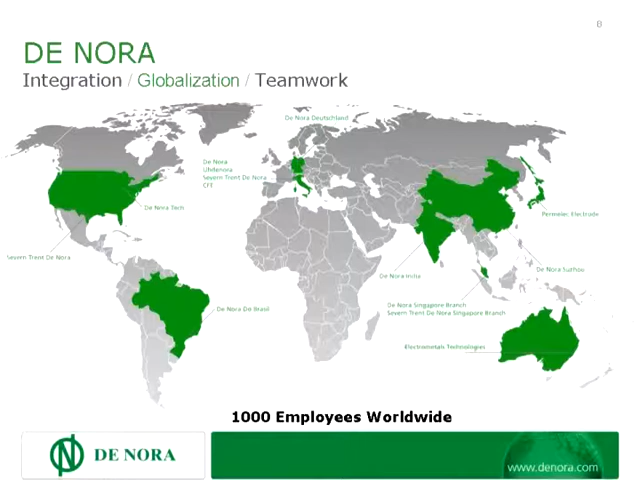 8
DE NORA
Integration / Globalization / Teamwork
De Nora Deutschland
De Nora
Uhdenora
Severn Trent De Nora
CFT
De Nora Tech
Permelec Electrode
Severn Trent De Nora
De Nora India
De Nora Suzhou
De Nora Singapore Branch
Severn Trent De Nora Singapore Branch
De Nora Do Brasil
Electrometals Technologies
1000 Employees Worldwide
DE NORA
www.denora.com